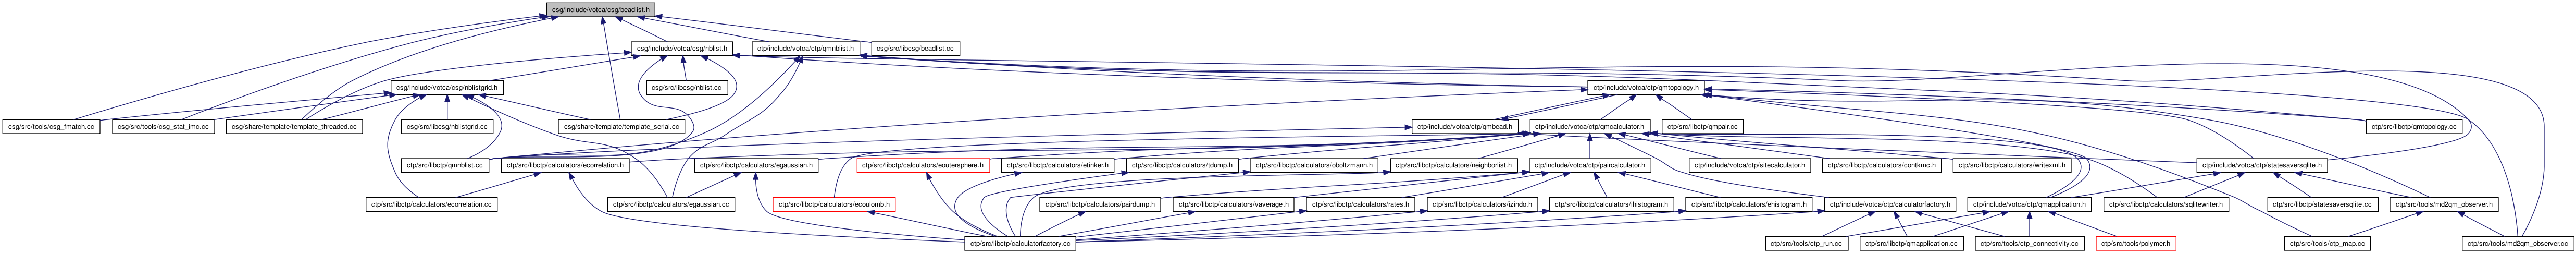 csg/include/votca/csg/beadlist.h
csg/include/votca/csg/nblist.h
ctp/include/votca/ctp/qmnblist.h
csg/src/libcsg/beadlist.cc
csg/include/votca/csg/nblistgrid.h
csg/src/libcsg/nblist.cc
ctp/include/votca/ctp/qmtopology.h
csg/src/tools/csg_fmatch.cc
csg/src/tools/csg_stat_imc.cc
csg/share/template/template_threaded.cc
csg/src/libcsg/nblistgrid.cc
csg/share/template/template_serial.cc
ctp/include/votca/ctp/qmbead.h
ctp/include/votca/ctp/qmcalculator.h
ctp/src/libctp/qmpair.cc
ctp/src/libctp/qmtopology.cc
ctp/src/libctp/qmnblist.cc
ctp/src/libctp/calculators/ecorrelation.h
ctp/src/libctp/calculators/egaussian.h
ctp/src/libctp/calculators/eoutersphere.h
ctp/src/libctp/calculators/etinker.h
ctp/src/libctp/calculators/tdump.h
ctp/src/libctp/calculators/oboltzmann.h
ctp/src/libctp/calculators/neighborlist.h
ctp/include/votca/ctp/paircalculator.h
ctp/include/votca/ctp/sitecalculator.h
ctp/src/libctp/calculators/contkmc.h
ctp/src/libctp/calculators/writexml.h
ctp/include/votca/ctp/statesaversqlite.h
ctp/src/libctp/calculators/ecorrelation.cc
ctp/src/libctp/calculators/egaussian.cc
ctp/src/libctp/calculators/ecoulomb.h
ctp/src/libctp/calculators/pairdump.h
ctp/src/libctp/calculators/vaverage.h
ctp/src/libctp/calculators/rates.h
ctp/src/libctp/calculators/izindo.h
ctp/src/libctp/calculators/ihistogram.h
ctp/src/libctp/calculators/ehistogram.h
ctp/include/votca/ctp/calculatorfactory.h
ctp/include/votca/ctp/qmapplication.h
ctp/src/libctp/calculators/sqlitewriter.h
ctp/src/libctp/statesaversqlite.cc
ctp/src/tools/md2qm_observer.h
ctp/src/libctp/calculatorfactory.cc
ctp/src/tools/ctp_run.cc
ctp/src/libctp/qmapplication.cc
ctp/src/tools/ctp_connectivity.cc
ctp/src/tools/polymer.h
ctp/src/tools/ctp_map.cc
ctp/src/tools/md2qm_observer.cc